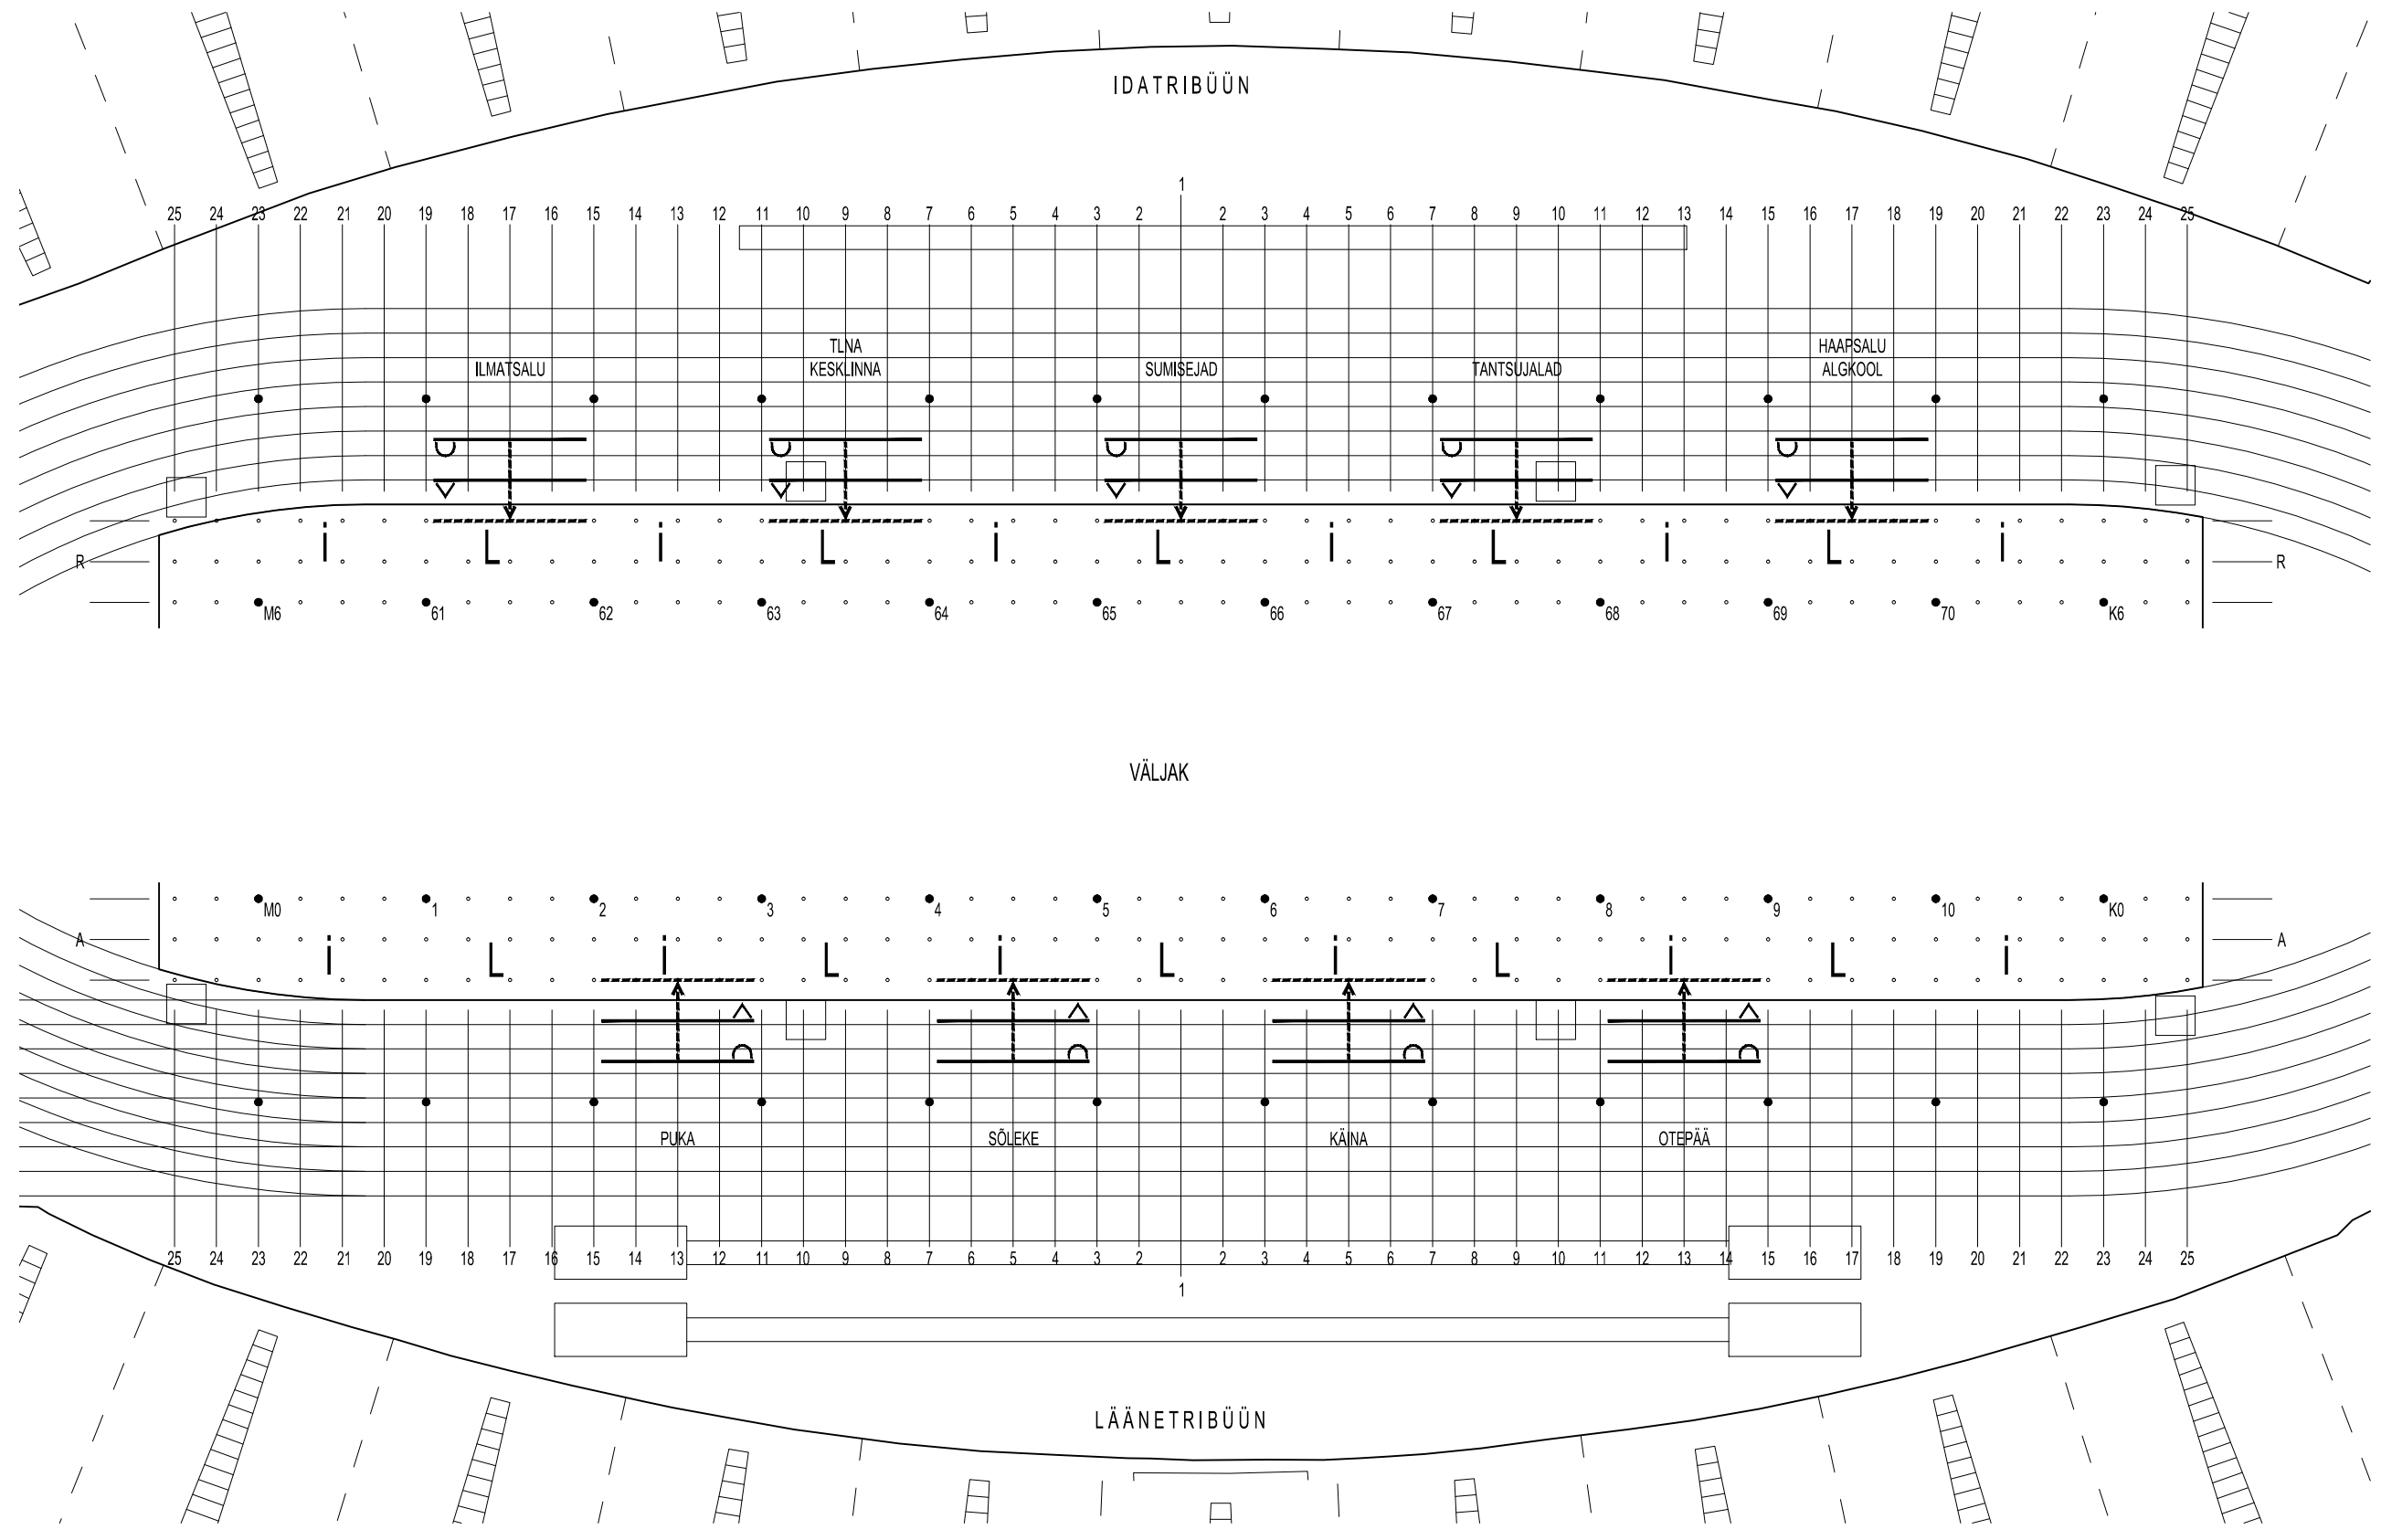 IDATRIBÜÜN
1
25 24 23 22 21 20 19 18 17 16 15 14 13 12 11 10 9 8 7 6 5 4 3 2 2 3 4 5 6 7 8 9 10 11 12 13 14 15 16 17 18 19 20 21 22 23 24 25
ILMATSALU
TLNA
KESKLINNA
SUMISEJAD
TANTSUJALAD
HAAPSALU
ALGKOOL
i L i L i L i L i L i
R R
M6 61 62 63 64 65 66 67 68 69 70 K6
VÄLJAK
M0 1 2 3 4 5 6 7 8 9 10 K0
A A
i L i L i L i L i L i
PUKA SÕLEKE KÄINA OTEPÄÄ
25 24 23 22 21 20 19 18 17 16 15 14 13 12 11 10 9 8 7 6 5 4 3 2 2 3 4 5 6 7 8 9 10 11 12 13 14 15 16 17 18 19 20 21 22 23 24 25
1
LÄÄNETRIBÜÜN